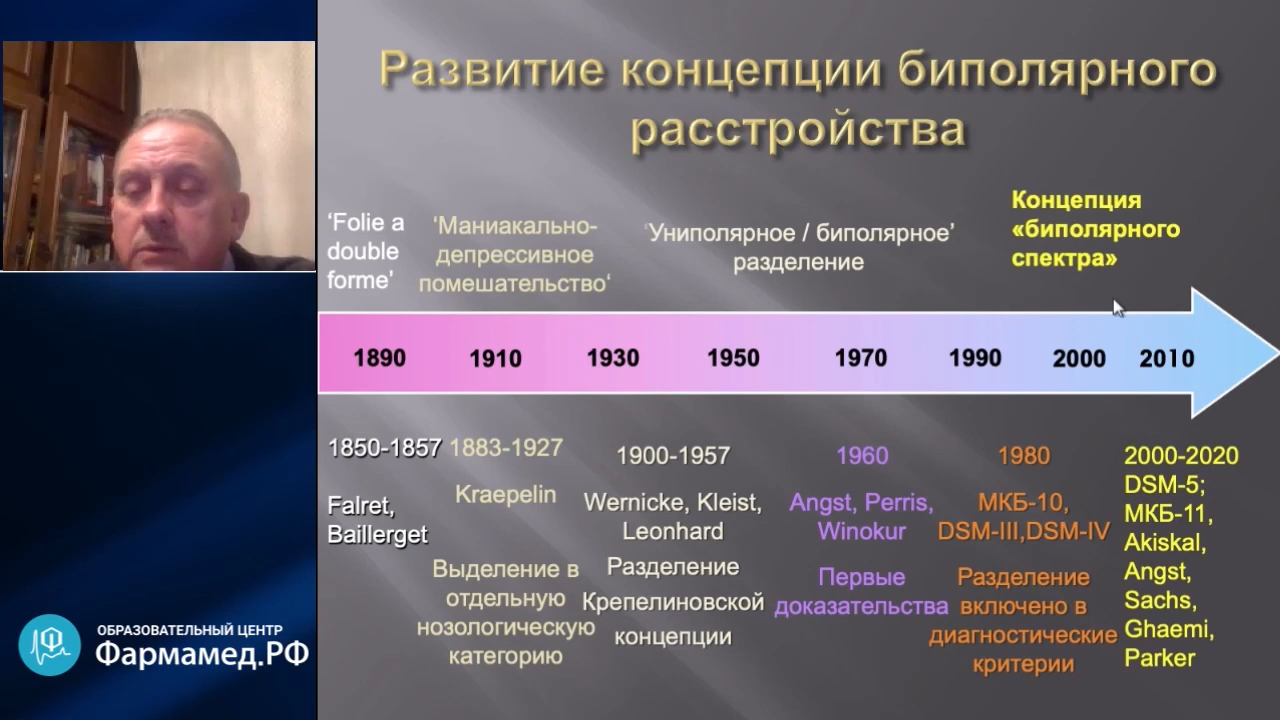 Развитие концепции биполярного
расстройства
‘Folie a
double
forme’
‘Маниакально-
депрессивное
помешательство‘
‘Униполярное / биполярное’
разделение
Концепция
«биполярного
спектра»
1890 1910 1930 1950 1970 1990 2000 2010
1850-1857
Falret,
Baillerget
1883-1927
Kraepelin
Выделение в
отдельную
нозологическую
категорию
1900-1957
Wernicke, Kleist,
Leonhard
Разделение
Крепелиновской
концепции
1960
Angst, Perris,
Winokur
Первые
доказательства
1980
МКБ-10,
DSM-III,DSM-IV
Разделение
включено в
диагностические
критерии
2000-2020
DSM-5;
МКБ-11,
Akiskal,
Angst,
Sachs,
Ghaemi,
Parker
ОБРАЗОВАТЕЛЬНЫЙ ЦЕНТР
Фармамед.РФ